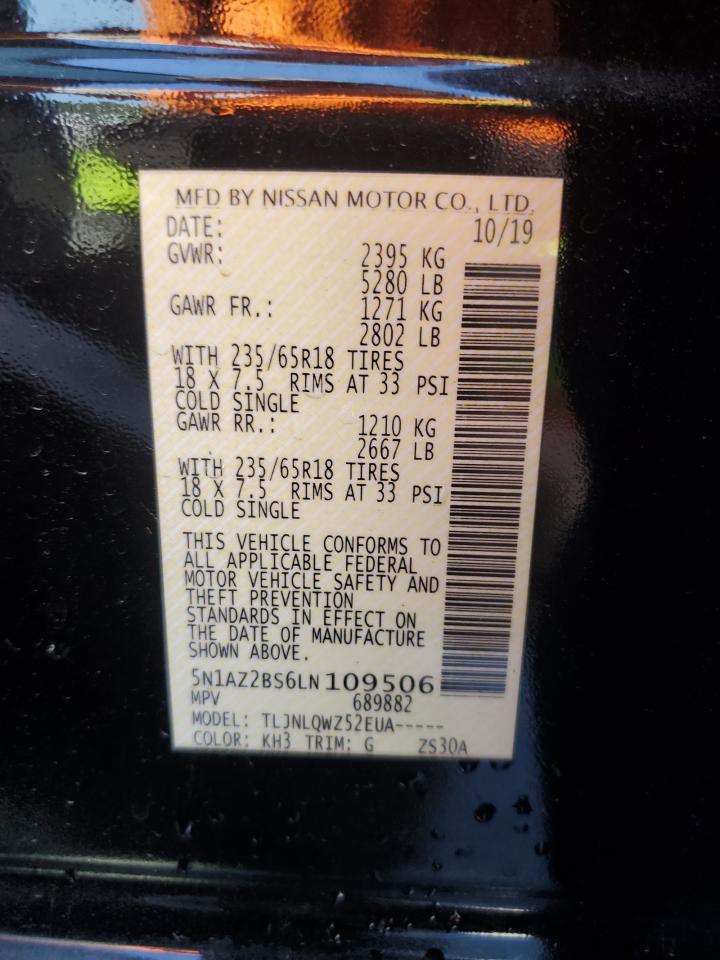 MFD BY NISSAN MOTOR CO., LTD.
DATE: 10/19
GVWR: 2395 KG
5280 LB
GAWR FR.: 1271 KG
2802 LB
WITH 235/65R18 TIRES
18 X 7.5 RIMS AT 33 PSI
COLD SINGLE
GAWR RR.: 1210 KG
2667 LB
WITH 235/65R18 TIRES
18 X 7.5 RIMS AT 33 PSI
COLD SINGLE
THIS VEHICLE CONFORMS TO
ALL APPLICABLE FEDERAL
MOTOR VEHICLE SAFETY AND
THEFT PREVENTION
STANDARDS IN EFFECT ON
THE DATE OF MANUFACTURE
SHOWN ABOVE.
5N1AZ2BS6LN109506
MPV 689882
MODEL: TLJNLQWZ52EUA-----
COLOR: KH3 TRIM: G ZS30A